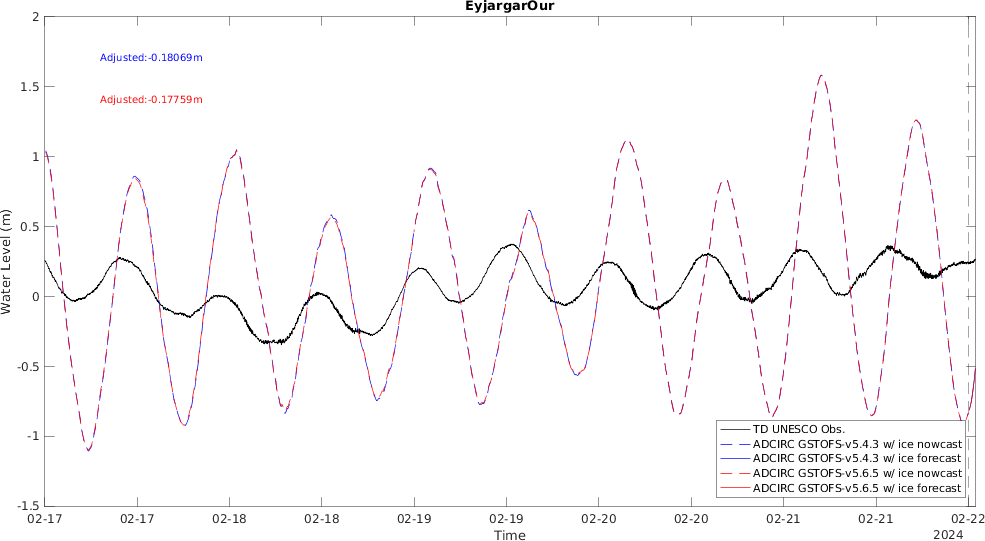 EyjargarOur
2
1.5
1
0.5
0
-0.5
-1
-1.5
Water Level (m)
Adjusted:-0.18069m
Adjusted:-0.17759m
TD UNESCO Obs.
ADCIRC GSTOFS-v5.4.3 w/ ice nowcast
ADCIRC GSTOFS-v5.4.3 w/ ice forecast
ADCIRC GSTOFS-v5.6.5 w/ ice nowcast
ADCIRC GSTOFS-v5.6.5 w/ ice forecast
02-17 02-17 02-18 02-18 02-19 02-19 02-20 02-20 02-21 02-21 02-22
Time
2024